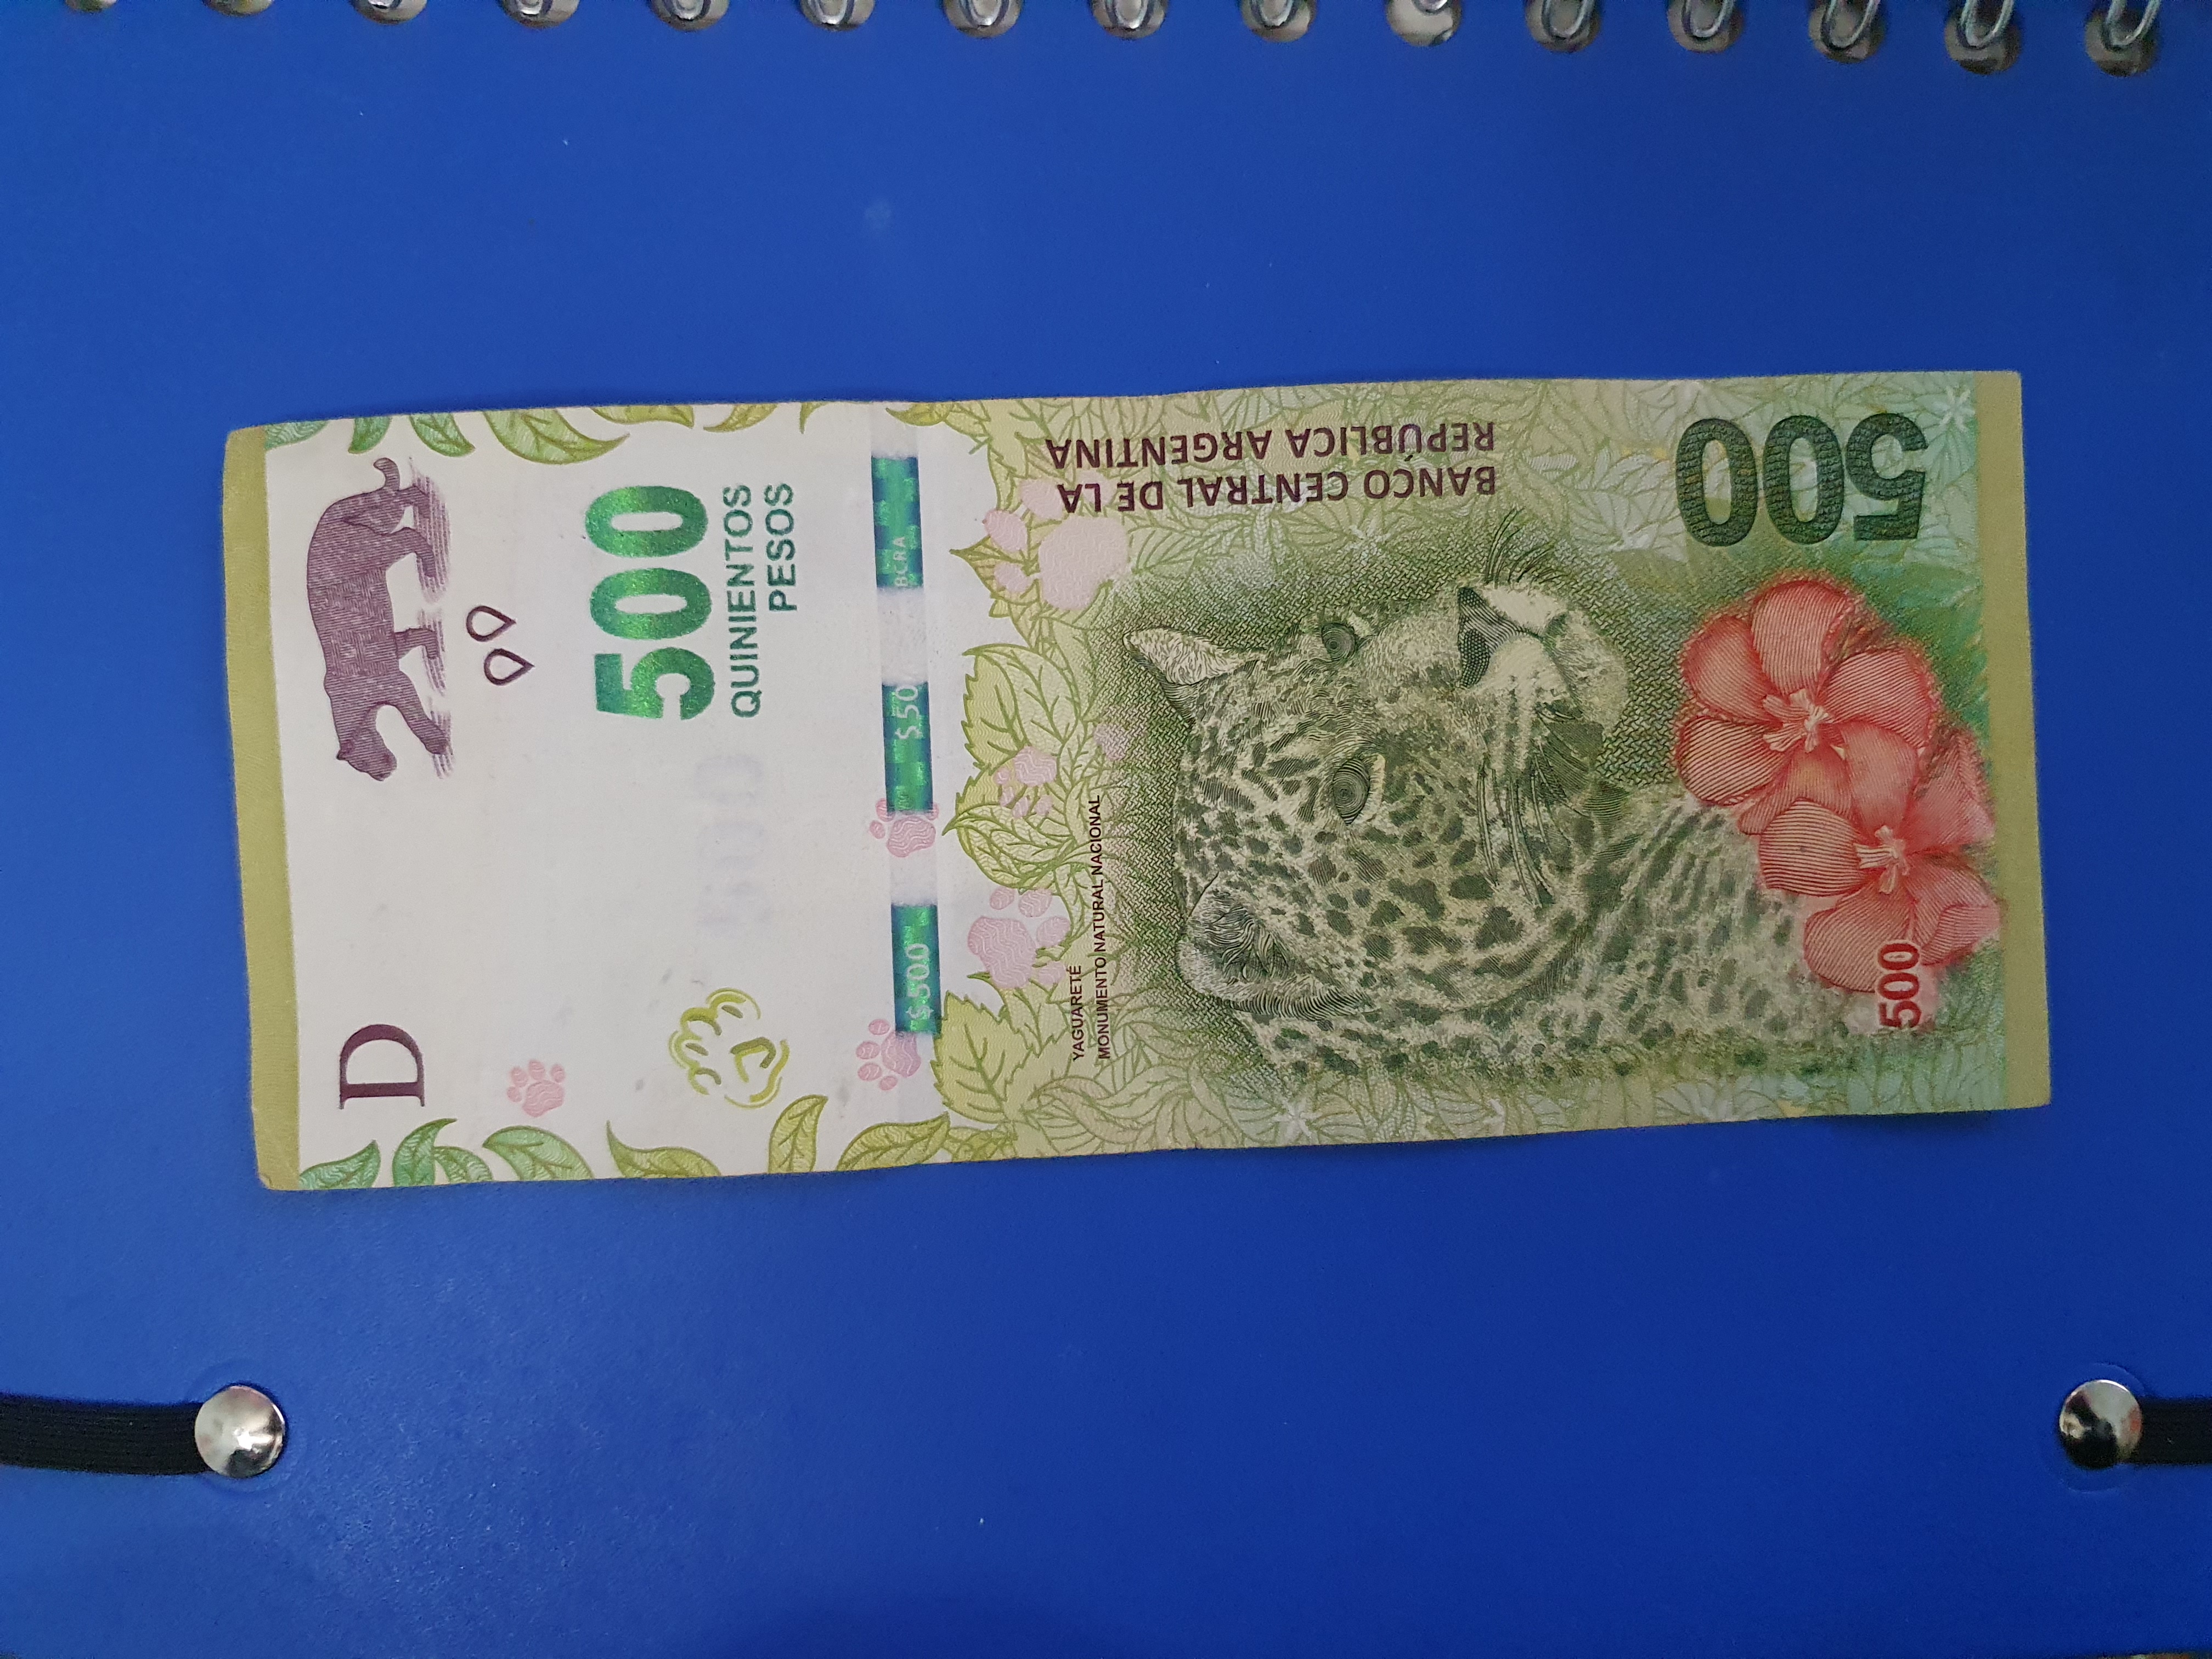 D
500
QUINIENTOS
PESOS
$500
$50
BCRA
YAGUARETÉ
MONUMENTO NATURAL NACIONAL
BANCO CENTRAL DE LA
REPÚBLICA ARGENTINA
500
500